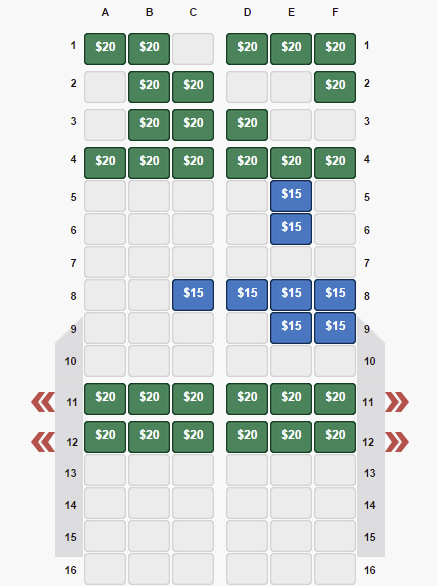 A B C D E F
1 $20 $20 $20 $20 $20 1
2 $20 $20 $20 2
3 $20 $20 $20 3
4 $20 $20 $20 $20 $20 $20 4
5 $15 5
6 $15 6
7 7
8 $15 $15 $15 $15 8
9 $15 $15 9
10 10
11 $20 $20 $20 $20 $20 $20 11
12 $20 $20 $20 $20 $20 $20 12
13 13
14 14
15 15
16 16